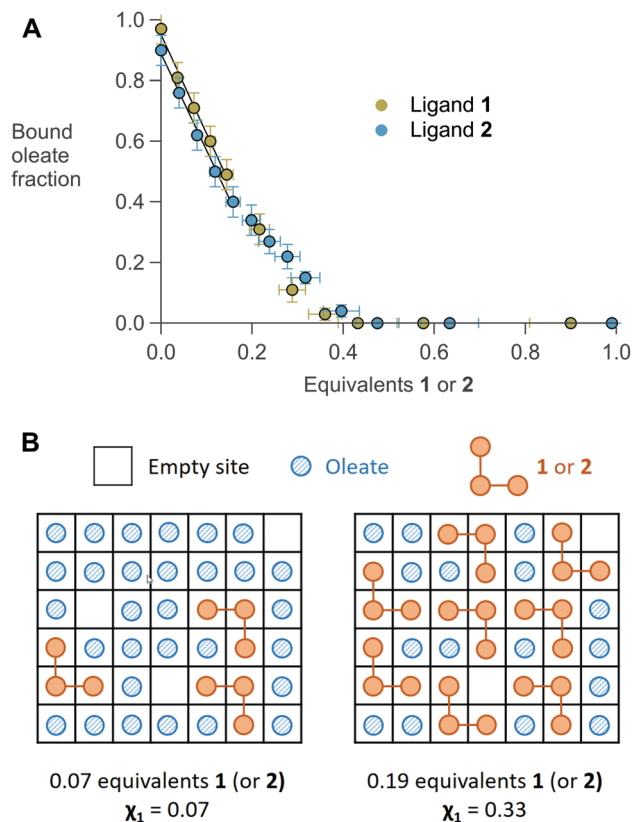 A
1.0
0.8
0.6
0.4
0.2
0.0
Bound
oleate
fraction
Ligand 1
Ligand 2
0.0 0.2 0.4 0.6 0.8 1.0
Equivalents 1 or 2
B
Empty site
Oleate
1 or 2
0.07 equivalents 1 (or 2)
χ₁ = 0.07
0.19 equivalents 1 (or 2)
χ₁ = 0.33